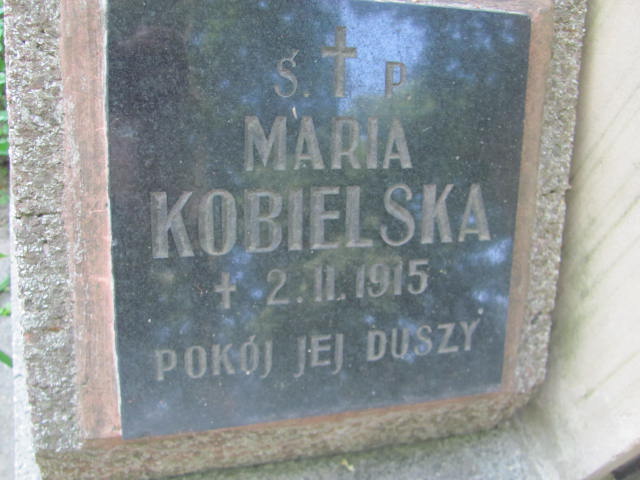 Ś. † P.
MARIA
KOBIELSKA
† 2.II.1915
POKÓJ JEJ DUSZY